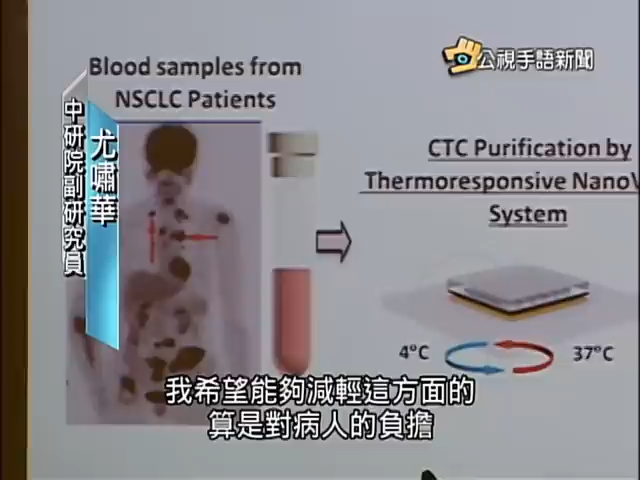 公視手語新聞
Blood samples from
NSCLC Patients
中研院副研究員
尤嘯華
CTC Purification by
Thermoresponsive NanoV
System
4°C
37°C
我希望能夠減輕這方面的
算是對病人的負擔